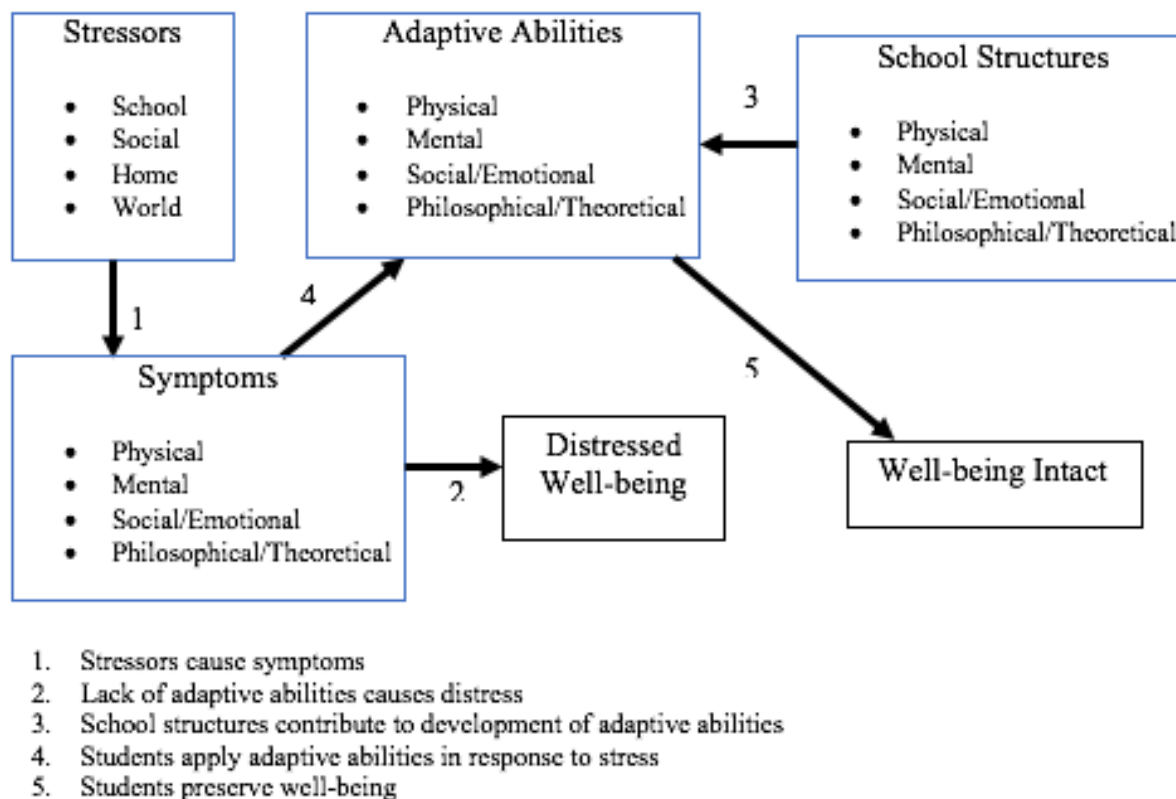 Stressors
• School
• Social
• Home
• World
Adaptive Abilities
• Physical
• Mental
• Social/Emotional
• Philosophical/Theoretical
3
School Structures
• Physical
• Mental
• Social/Emotional
• Philosophical/Theoretical
1
4
5
Symptoms
• Physical
• Mental
• Social/Emotional
• Philosophical/Theoretical
2
Distressed
Well-being
Well-being Intact
1. Stressors cause symptoms
2. Lack of adaptive abilities causes distress
3. School structures contribute to development of adaptive abilities
4. Students apply adaptive abilities in response to stress
5. Students preserve well-being